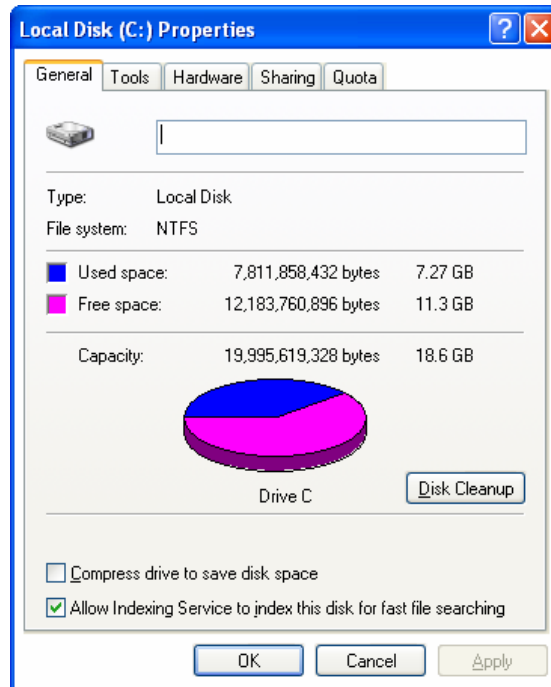 Local Disk (C:) Properties
General Tools Hardware Sharing Quota
Type: Local Disk
File system: NTFS
Used space: 7,811,858,432 bytes 7.27 GB
Free space: 12,183,760,896 bytes 11.3 GB
Capacity: 19,995,619,328 bytes 18.6 GB
Drive C
Disk Cleanup
Compress drive to save disk space
Allow Indexing Service to index this disk for fast file searching
OK Cancel Apply